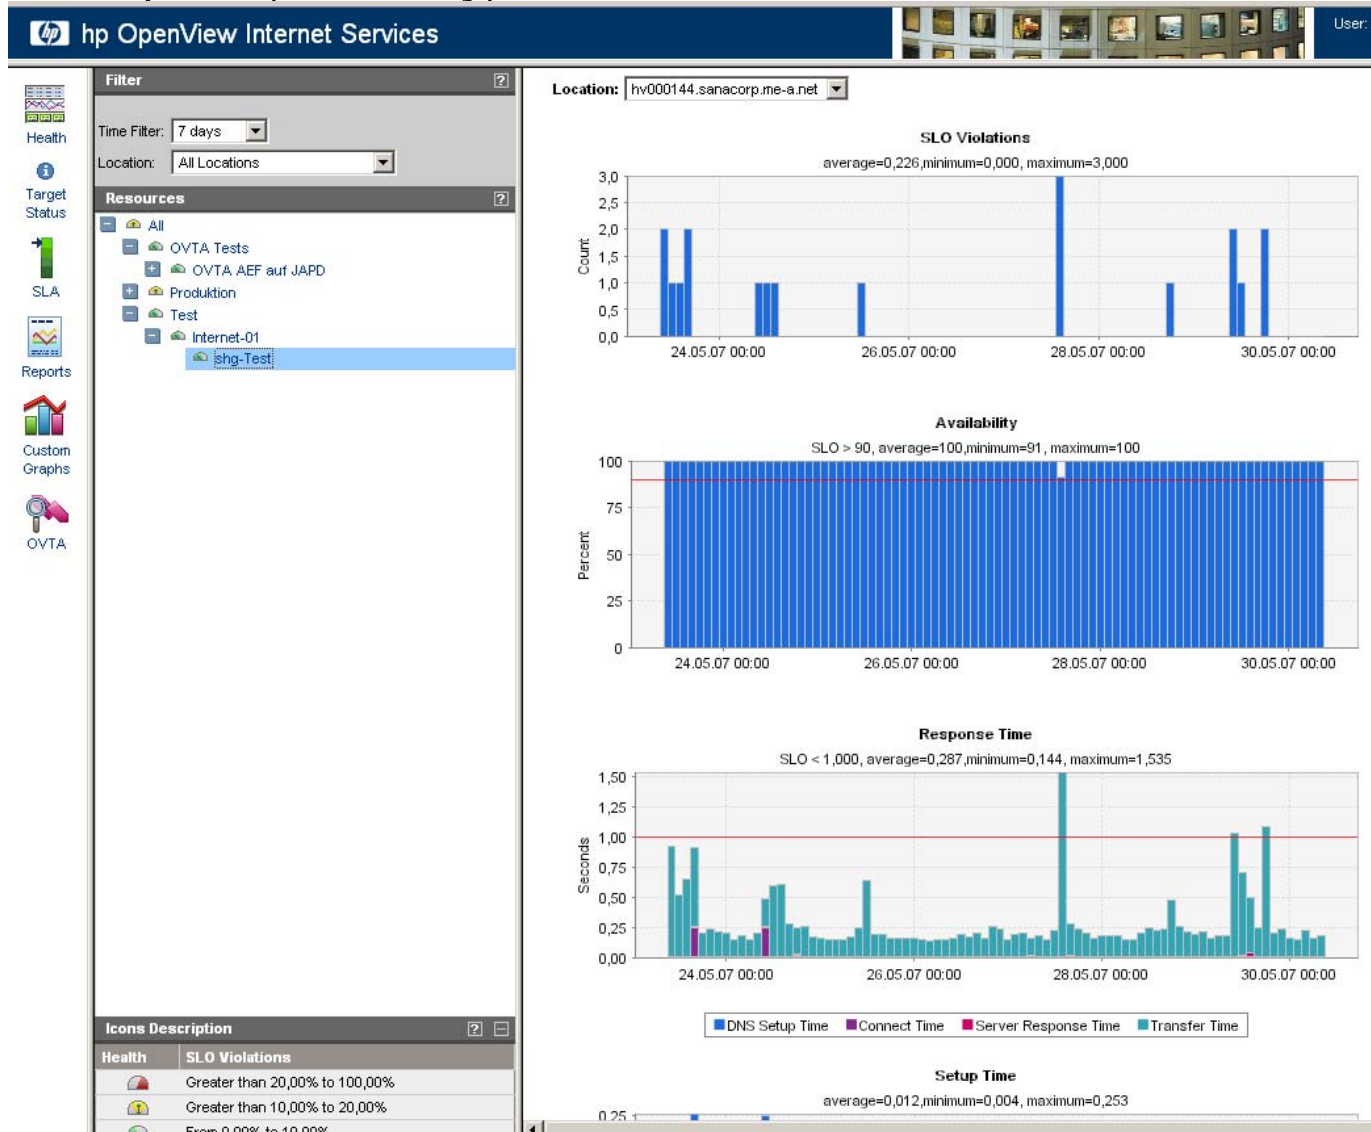 hp OpenView Internet Services
User:
Health
Target
Status
SLA
Reports
Custom
Graphs
OVTA
Filter
Time Filter: 7 days
Location: All Locations
Resources
All
OVTA Tests
OVTA AEF auf JAPD
Produktion
Test
Internet-01
shg-Test
Icons Description
Health SLO Violations
Greater than 20,00% to 100,00%
Greater than 10,00% to 20,00%
From 0,00% to 10,00%
Location: hv000144.sanacorp.me-a.net
SLO Violations
average=0,226,minimum=0,000, maximum=3,000
3,0
2,5
2,0
1,5
1,0
0,5
0,0
Count
24.05.07 00:00 26.05.07 00:00 28.05.07 00:00 30.05.07 00:00
Availability
SLO > 90, average=100,minimum=91, maximum=100
100
75
50
25
0
Percent
24.05.07 00:00 26.05.07 00:00 28.05.07 00:00 30.05.07 00:00
Response Time
SLO < 1,000, average=0,287,minimum=0,144, maximum=1,535
1,50
1,25
1,00
0,75
0,50
0,25
0,00
Seconds
24.05.07 00:00 26.05.07 00:00 28.05.07 00:00 30.05.07 00:00
DNS Setup Time Connect Time Server Response Time Transfer Time
Setup Time
average=0,012,minimum=0,004, maximum=0,253
0,25